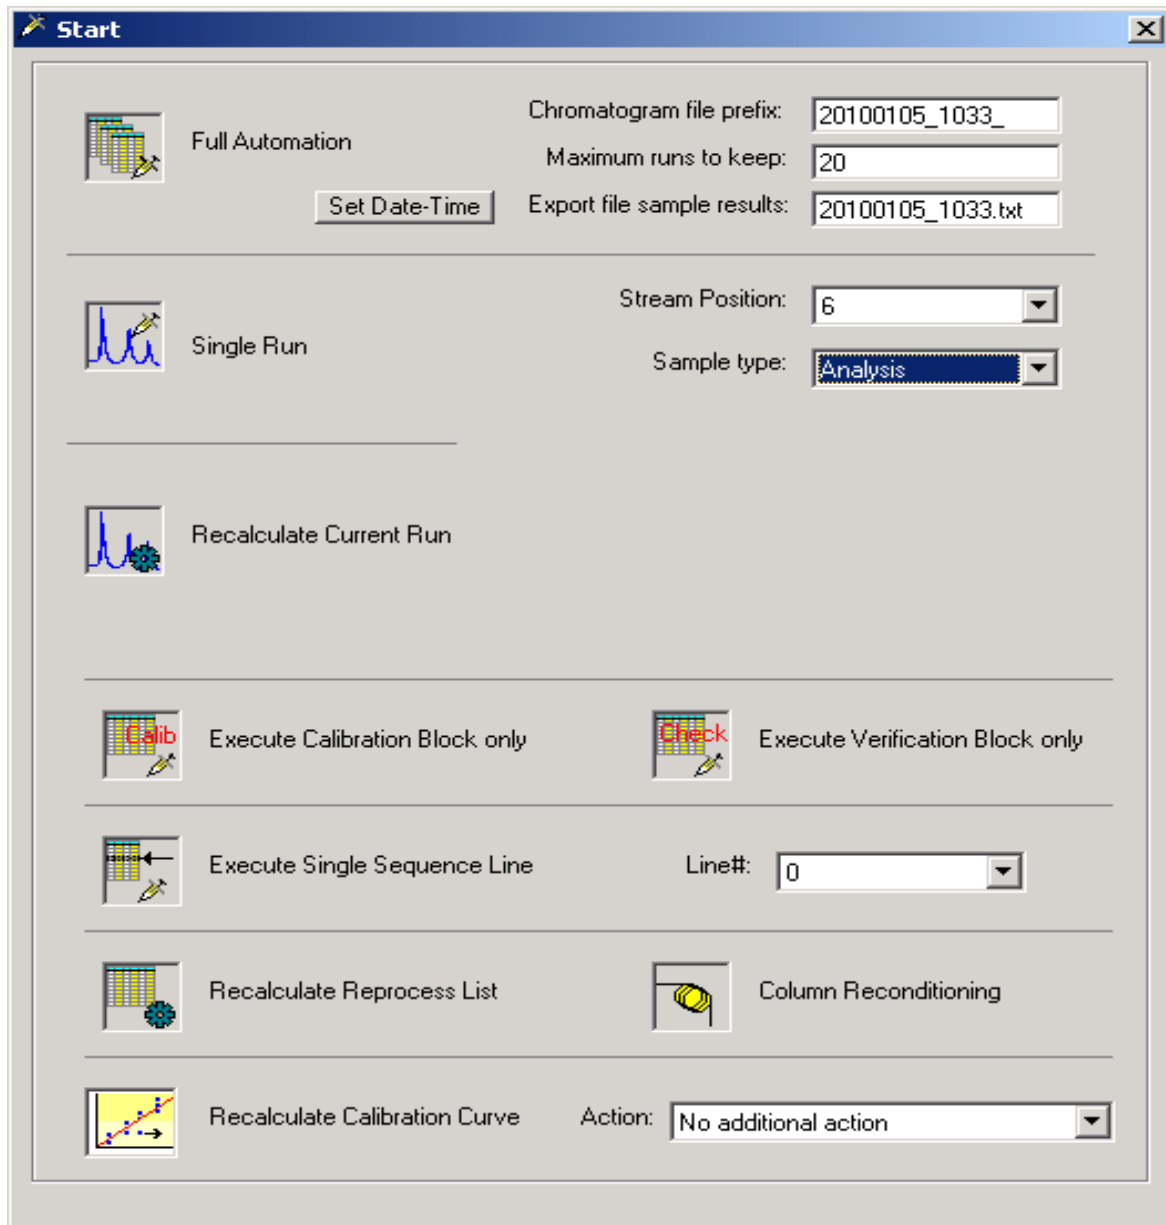 Start
Full Automation
Chromatogram file prefix: 20100105_1033_
Maximum runs to keep: 20
Set Date-Time
Export file sample results: 20100105_1033.txt
Single Run
Stream Position: 6
Sample type: Analysis
Recalculate Current Run
Calib
Execute Calibration Block only
Check
Execute Verification Block only
Execute Single Sequence Line
Line#: 0
Recalculate Reprocess List
Column Reconditioning
Recalculate Calibration Curve
Action: No additional action